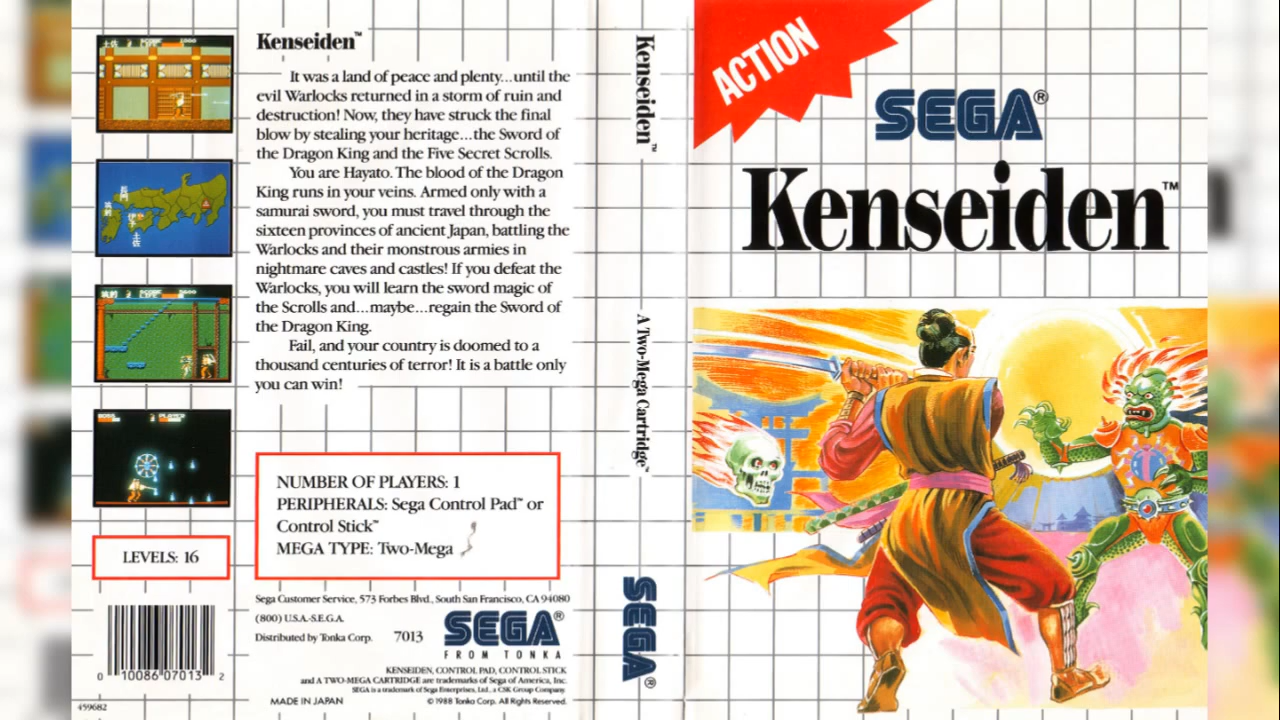 Kenseiden™
It was a land of peace and plenty...until the
evil Warlocks returned in a storm of ruin and
destruction! Now, they have struck the final
blow by stealing your heritage...the Sword of
the Dragon King and the Five Secret Scrolls.
You are Hayato. The blood of the Dragon
King runs in your veins. Armed only with a
samurai sword, you must travel through the
sixteen provinces of ancient Japan, battling the
Warlocks and their monstrous armies in
nightmare caves and castles! If you defeat the
Warlocks, you will learn the sword magic of
the Scrolls and...maybe...regain the Sword of
the Dragon King.
Fail, and your country is doomed to a
thousand centuries of terror! It is a battle only
you can win!
NUMBER OF PLAYERS: 1
PERIPHERALS: Sega Control Pad™ or
Control Stick™
MEGA TYPE: Two-Mega
LEVELS: 16
Sega Customer Service, 573 Forbes Blvd., South San Francisco, CA 94080
(800) U.S.A.-S.E.G.A.
Distributed by Tonka Corp. 7013
SEGA®
FROM TONKA
KENSEIDEN, CONTROL PAD, CONTROL STICK
and A TWO-MEGA CARTRIDGE are trademarks of Sega of America, Inc.
SEGA is a trademark of Sega Enterprises, Ltd., a CSK Group Company.
MADE IN JAPAN © 1988 Tonka Corp. All Rights Reserved.
0 10086 07013 2
459682
Kenseiden™
A Two-Mega Cartridge™
SEGA®
ACTION
SEGA®
Kenseiden™